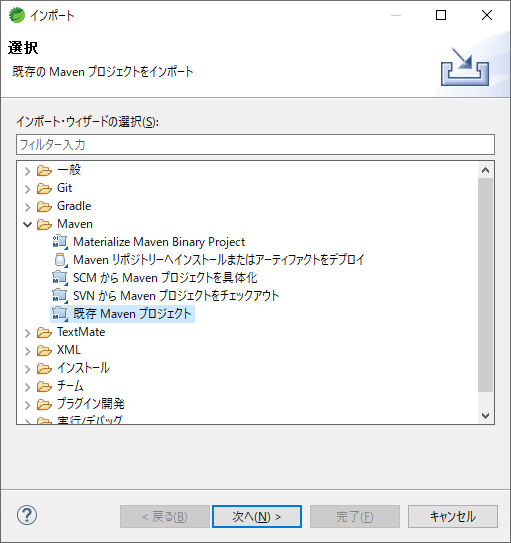 インポート
選択
既存の Maven プロジェクトをインポート
インポート・ウィザードの選択(S):
フィルター入力
一般
Git
Gradle
Maven
Materialize Maven Binary Project
Maven リポジトリーへインストールまたはアーティファクトをデプロイ
SCM から Maven プロジェクトを具体化
SVN から Maven プロジェクトをチェックアウト
既存 Maven プロジェクト
TextMate
XML
インストール
チーム
プラグイン開発
実行/デバッグ
< 戻る(B)
次へ(N) >
完了(F)
キャンセル